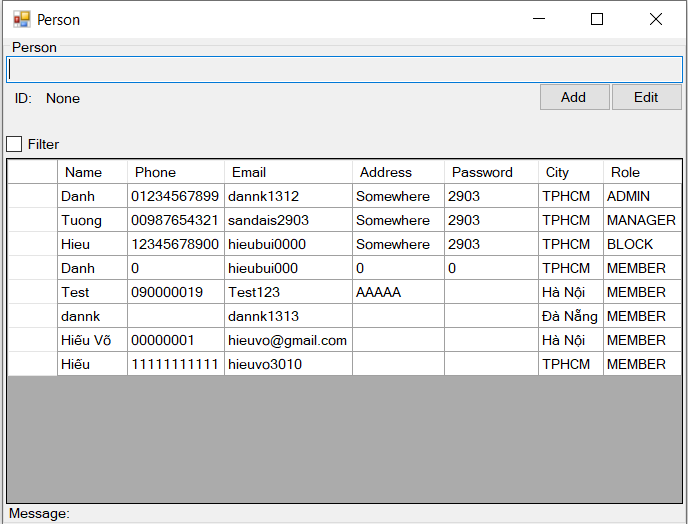 Person
Person
ID: None Add Edit
Filter
Name Phone Email Address Password City Role
Danh 01234567899 dannk1312 Somewhere 2903 TPHCM ADMIN
Tuong 00987654321 sandais2903 Somewhere 2903 TPHCM MANAGER
Hieu 12345678900 hieubui0000 Somewhere 2903 TPHCM BLOCK
Danh 0 hieubui000 0 0 TPHCM MEMBER
Test 090000019 Test123 AAAAA Hà Nội MEMBER
dannk dannk1313 Đà Nẵng MEMBER
Hiếu Võ 00000001 hieuvo@gmail.com Hà Nội MEMBER
Hiếu 11111111111 hieuvo3010 TPHCM MEMBER
Message: